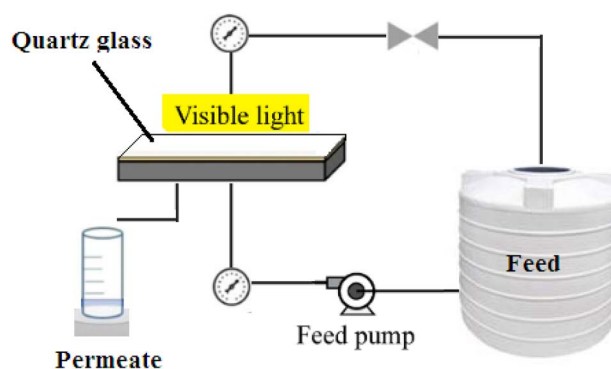 Quartz glass
Visible light
Feed
Feed pump
Permeate